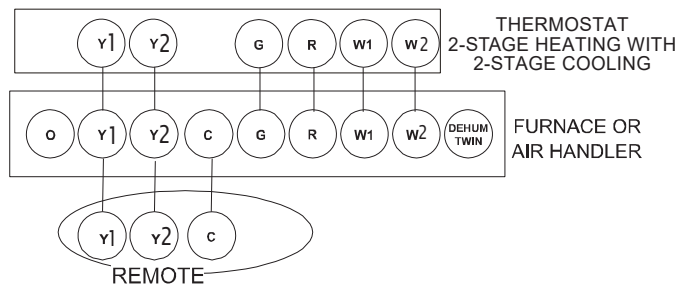 Y1 Y2 G R W1 W2
THERMOSTAT
2-STAGE HEATING WITH
2-STAGE COOLING
O Y1 Y2 C G R W1 W2 DEHUM
TWIN
FURNACE OR
AIR HANDLER
Y1 Y2 C
REMOTE